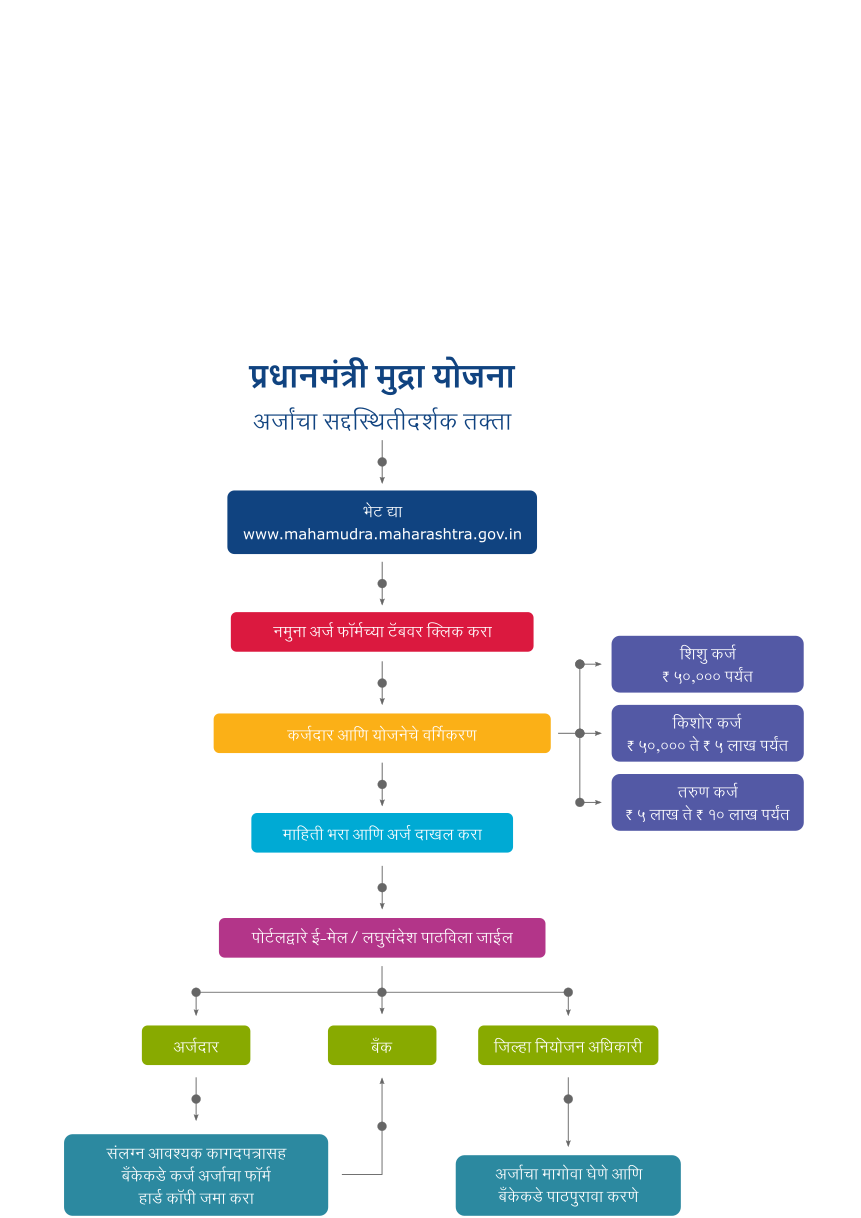 प्रधानमंत्री मुद्रा योजना
अर्जांचा सद्दस्थितीदर्शक तक्ता
भेट द्या
www.mahamudra.maharashtra.gov.in
नमुना अर्ज फॉर्मच्या टॅबवर क्लिक करा
कर्जदार आणि योजनेचे वर्गिकरण
शिशु कर्ज
₹ ५०,००० पर्यंत
किशोर कर्ज
₹ ५०,००० ते ₹ ५ लाख पर्यंत
तरुण कर्ज
₹ ५ लाख ते ₹ १० लाख पर्यंत
माहिती भरा आणि अर्ज दाखल करा
पोर्टलद्वारे ई-मेल / लघुसंदेश पाठविला जाईल
अर्जदार
बँक
जिल्हा नियोजन अधिकारी
संलग्न आवश्यक कागदपत्रासह
बँकेकडे कर्ज अर्जाचा फॉर्म
हार्ड कॉपी जमा करा
अर्जाचा मागोवा घेणे आणि
बँकेकडे पाठपुरावा करणे